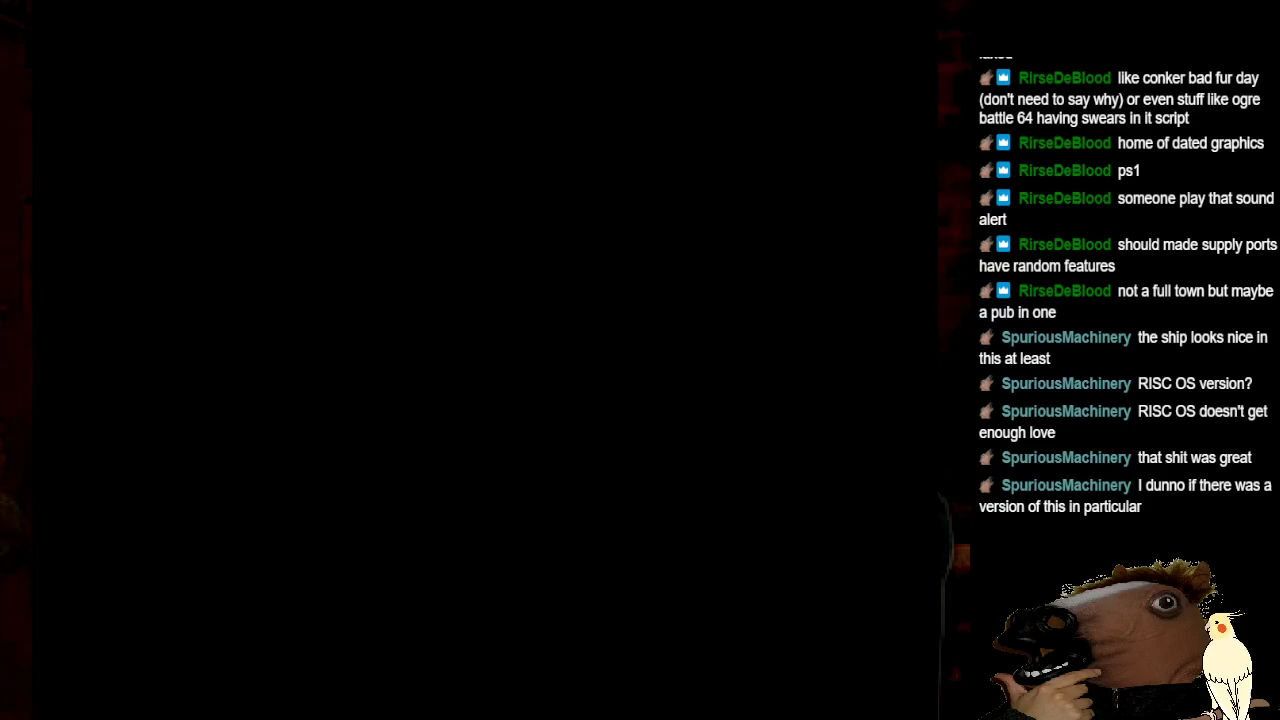 RirseDeBlood like conker bad fur day
(don't need to say why) or even stuff like ogre
battle 64 having swears in it script
RirseDeBlood home of dated graphics
RirseDeBlood ps1
RirseDeBlood someone play that sound
alert
RirseDeBlood should made supply ports
have random features
RirseDeBlood not a full town but maybe
a pub in one
SpuriousMachinery the ship looks nice in
this at least
SpuriousMachinery RISC OS version?
SpuriousMachinery RISC OS doesn't get
enough love
SpuriousMachinery that shit was great
SpuriousMachinery I dunno if there was a
version of this in particular